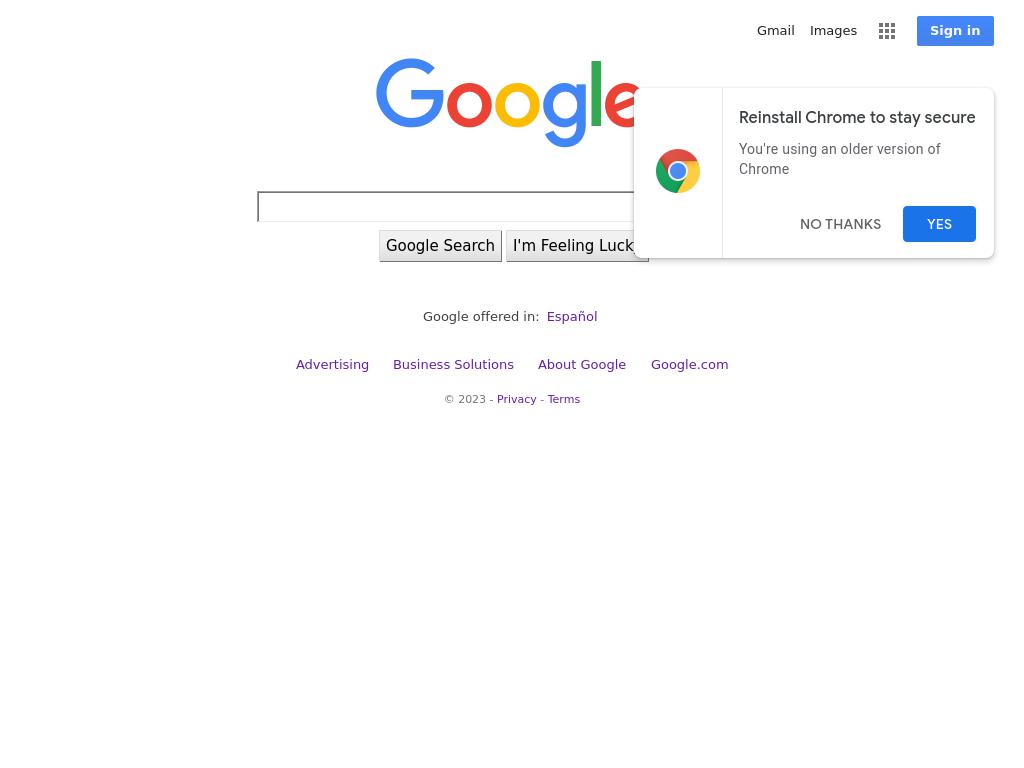 Gmail Images Sign in
Google
Reinstall Chrome to stay secure
You're using an older version of
Chrome
NO THANKS YES
Google Search I'm Feeling Luck
Google offered in: Español
Advertising Business Solutions About Google Google.com
© 2023 - Privacy - Terms